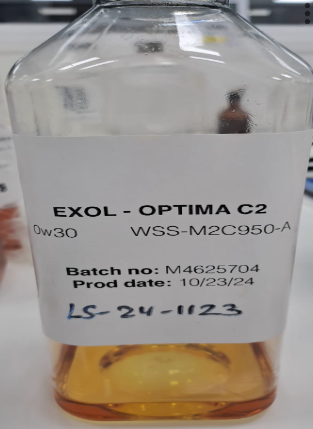 EXOL - OPTIMA C2
0w30 WSS-M2C950-A
Batch no: M4625704
Prod date: 10/23/24
LS-24-1123